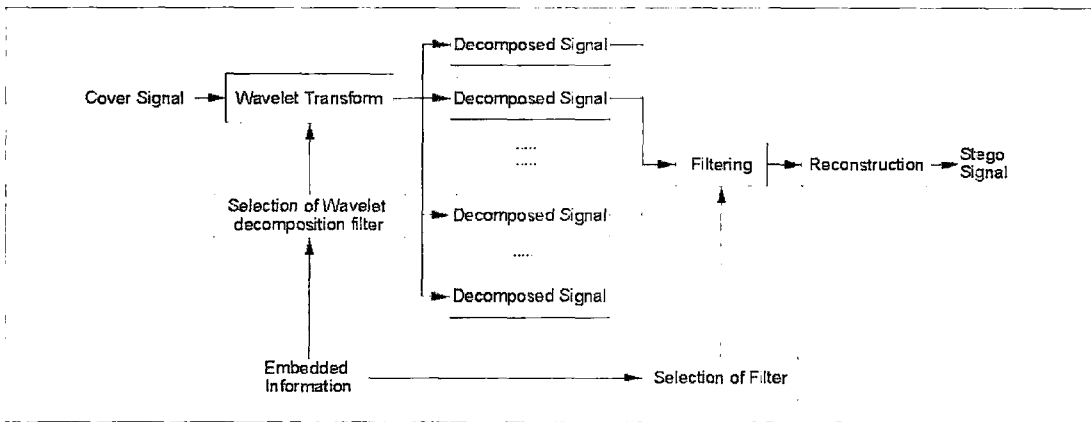 Decomposed Signal
Cover Signal
Wavelet Transform
Decomposed Signal
.....
.....
Filtering
Reconstruction
Stego
Signal
Selection of Wavelet
decomposition filter
Decomposed Signal
.....
Decomposed Signal
Embedded
Information
Selection of Filter